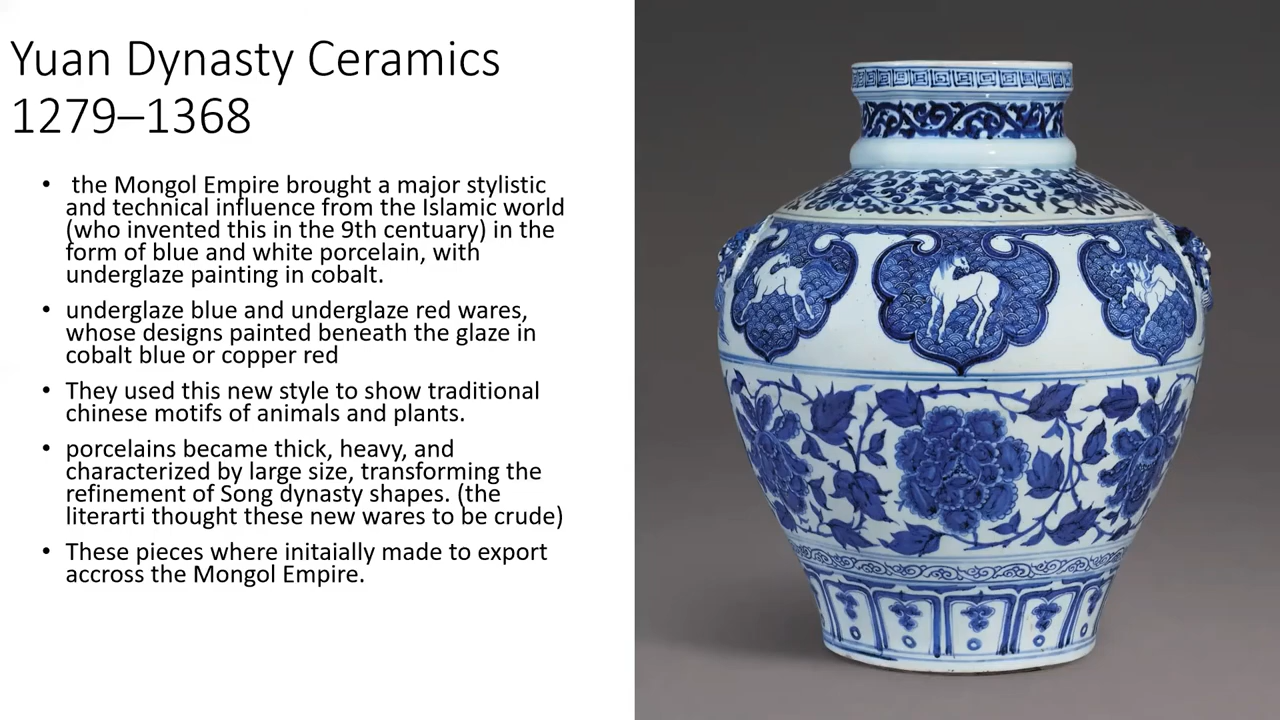 Yuan Dynasty Ceramics
1279–1368
• the Mongol Empire brought a major stylistic
and technical influence from the Islamic world
(who invented this in the 9th centuary) in the
form of blue and white porcelain, with
underglaze painting in cobalt.
• underglaze blue and underglaze red wares,
whose designs painted beneath the glaze in
cobalt blue or copper red
• They used this new style to show traditional
chinese motifs of animals and plants.
• porcelains became thick, heavy, and
characterized by large size, transforming the
refinement of Song dynasty shapes. (the
literarti thought these new wares to be crude)
• These pieces where initaially made to export
accross the Mongol Empire.